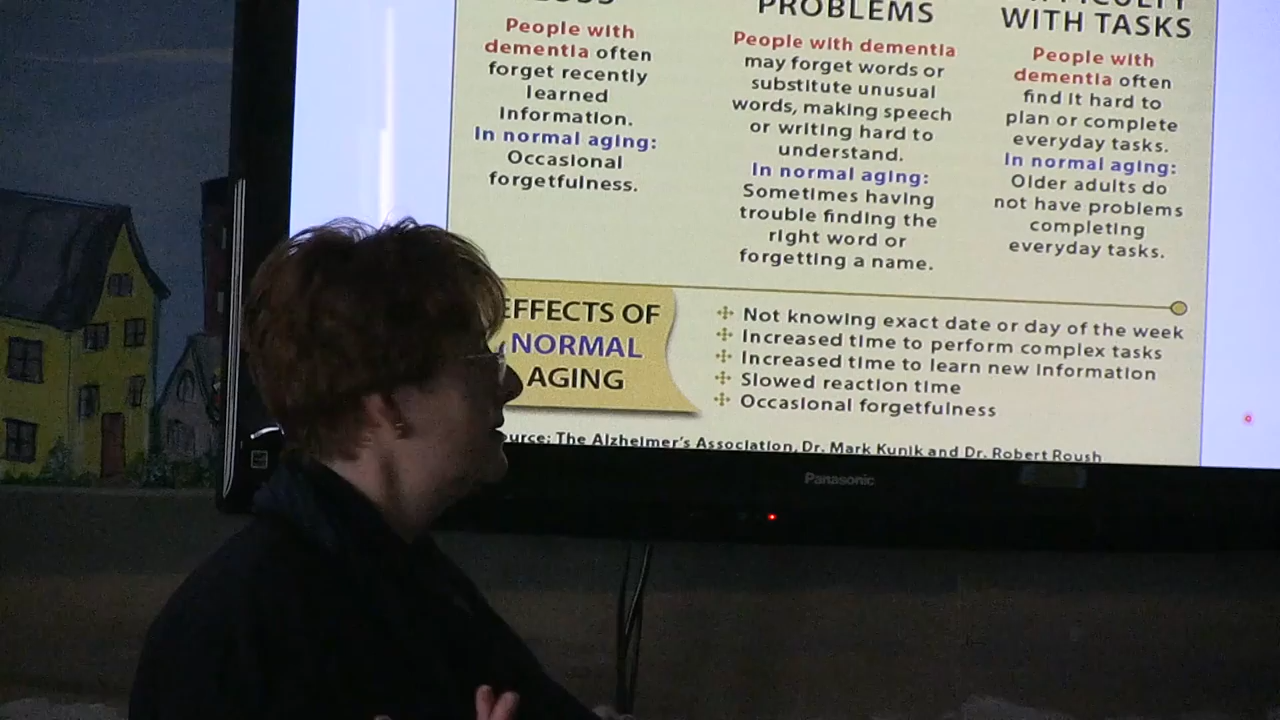 PROBLEMS
WITH TASKS
People with
dementia often
forget recently
learned
information.
In normal aging:
Occasional
forgetfulness.
People with dementia
may forget words or
substitute unusual
words, making speech
or writing hard to
understand.
In normal aging:
Sometimes having
trouble finding the
right word or
forgetting a name.
People with
dementia often
find it hard to
plan or complete
everyday tasks.
In normal aging:
Older adults do
not have problems
completing
everyday tasks.
EFFECTS OF
NORMAL
AGING
Not knowing exact date or day of the week
Increased time to perform complex tasks
Increased time to learn new information
Slowed reaction time
Occasional forgetfulness
The Alzheimer's Association, Dr. Mark Kunik and Dr. Robert Roush
Panasonic